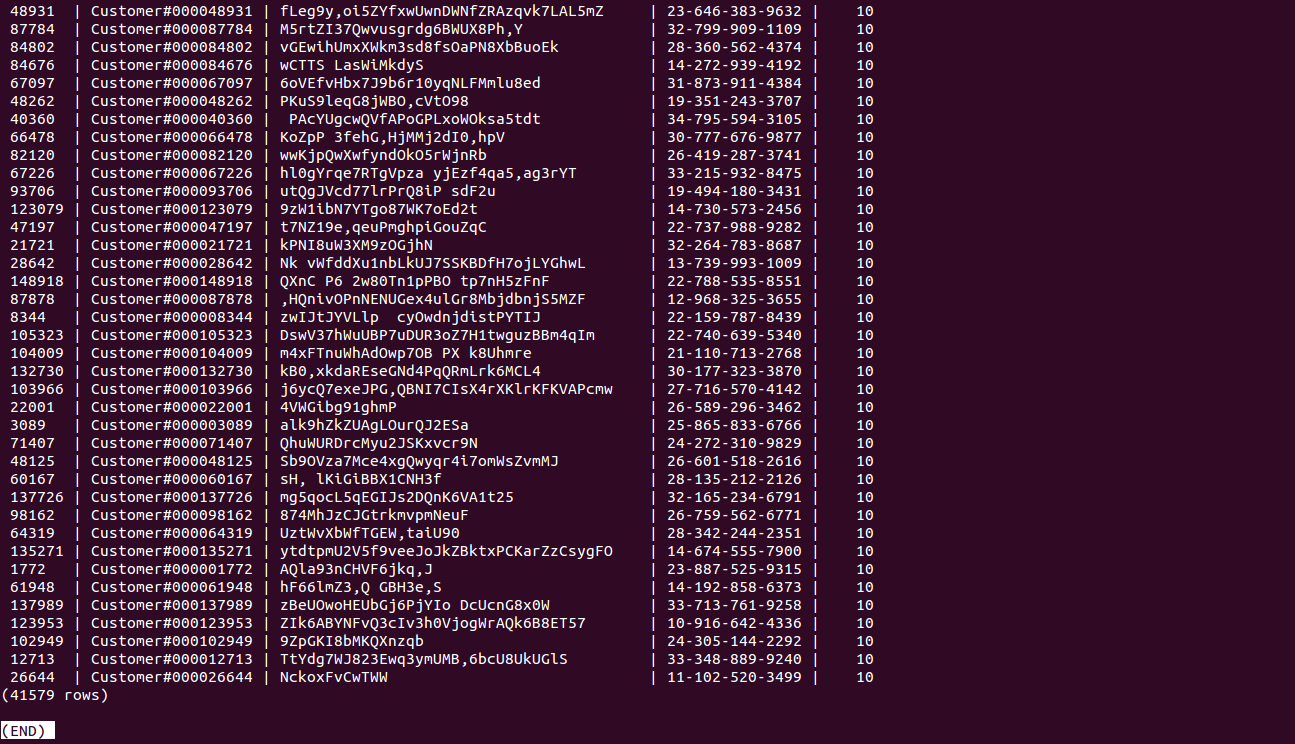 48931 | Customer#000048931 | fLeg9y,oi5ZYfxwUwnDWNfZRAzqvk7LAL5mZ | 23-646-383-9632 | 10
87784 | Customer#000087784 | M5rtZI37Qwvusgrdg6BWUX8Ph,Y | 32-799-909-1109 | 10
84802 | Customer#000084802 | vGEwihUmxXWkm3sd8fsOaPN8XbBuoEk | 28-360-562-4374 | 10
84676 | Customer#000084676 | wCTTS LasWiMkdyS | 14-272-939-4192 | 10
67097 | Customer#000067097 | 6oVEfvHbx7J9b6r10yqNLFMmlu8ed | 31-873-911-4384 | 10
48262 | Customer#000048262 | PKuS9leqG8jWBO,cVtO98 | 19-351-243-3707 | 10
40360 | Customer#000040360 |  PAcYUgcwQVfAPoGPLxoWOksa5tdt | 34-795-594-3105 | 10
66478 | Customer#000066478 | KoZpP 3fehG,HjMMj2dI0,hpV | 30-777-676-9877 | 10
82120 | Customer#000082120 | wwKjpQwXwfyndOkO5rWjnRb | 26-419-287-3741 | 10
67226 | Customer#000067226 | hl0gYrqe7RTgVpza yjEzf4qa5,ag3rYT | 33-215-932-8475 | 10
93706 | Customer#000093706 | utQgJVcd77lrPrQ8iP sdF2u | 19-494-180-3431 | 10
123079 | Customer#000123079 | 9zW1ibN7YTgo87WK7oEd2t | 14-730-573-2456 | 10
47197 | Customer#000047197 | t7NZ19e,qeuPmghpiGouZqC | 22-737-988-9282 | 10
21721 | Customer#000021721 | kPNI8uW3XM9zOGjhN | 32-264-783-8687 | 10
28642 | Customer#000028642 | Nk vWfddXu1nbLkUJ7SSKBDfH7ojLYGhwL | 13-739-993-1009 | 10
148918 | Customer#000148918 | QXnC P6 2w80Tn1pPBO tp7nH5zFnF | 22-788-535-8551 | 10
87878 | Customer#000087878 | ,HQnivOPnNENUGex4ulGr8MbjdbnjS5MZF | 12-968-325-3655 | 10
8344 | Customer#000008344 | zwIJtJYVLlp  cyOwdnjdistPYTIJ | 22-159-787-8439 | 10
105323 | Customer#000105323 | DswV37hWuUBP7uDUR3oZ7H1twguzBBm4qIm | 22-740-639-5340 | 10
104009 | Customer#000104009 | m4xFTnuWhAdOwp7OB PX k8Uhmre | 21-110-713-2768 | 10
132730 | Customer#000132730 | kB0,xkdaREseGNd4PqQRmLrk6MCL4 | 30-177-323-3870 | 10
103966 | Customer#000103966 | j6ycQ7exeJPG,QBNI7CIsX4rXKlrKFKVAPcmw | 27-716-570-4142 | 10
22001 | Customer#000022001 | 4VWGibg91ghmP | 26-589-296-3462 | 10
3089 | Customer#000003089 | alk9hZkZUAgLOurQJ2ESa | 25-865-833-6766 | 10
71407 | Customer#000071407 | QhuWURDrcMyu2JSKxvcr9N | 24-272-310-9829 | 10
48125 | Customer#000048125 | Sb9OVza7Mce4xgQwyqr4i7omWsZvmMJ | 26-601-518-2616 | 10
60167 | Customer#000060167 | sH, lKiGiBBX1CNH3f | 28-135-212-2126 | 10
137726 | Customer#000137726 | mg5qocL5qEGIJs2DQnK6VA1t25 | 32-165-234-6791 | 10
98162 | Customer#000098162 | 874MhJzCJGtrkmvpmNeuF | 26-759-562-6771 | 10
64319 | Customer#000064319 | UztWvXbWfTGEW,taiU90 | 28-342-244-2351 | 10
135271 | Customer#000135271 | ytdtpmU2V5f9veeJoJkZBktxPCKarZzCsygFO | 14-674-555-7900 | 10
1772 | Customer#000001772 | AQla93nCHVF6jkq,J | 23-887-525-9315 | 10
61948 | Customer#000061948 | hF66lmZ3,Q GBH3e,S | 14-192-858-6373 | 10
137989 | Customer#000137989 | zBeUOwoHEUbGj6PjYIo DcUcnG8x0W | 33-713-761-9258 | 10
123953 | Customer#000123953 | ZIk6ABYNFvQ3cIv3h0VjogWrAQk6B8ET57 | 10-916-642-4336 | 10
102949 | Customer#000102949 | 9ZpGKI8bMKQXnzqb | 24-305-144-2292 | 10
12713 | Customer#000012713 | TtYdg7WJ823Ewq3ymUMB,6bcU8UkUGlS | 33-348-889-9240 | 10
26644 | Customer#000026644 | NckoxFvCwTWW | 11-102-520-3499 | 10
(41579 rows)
(END)